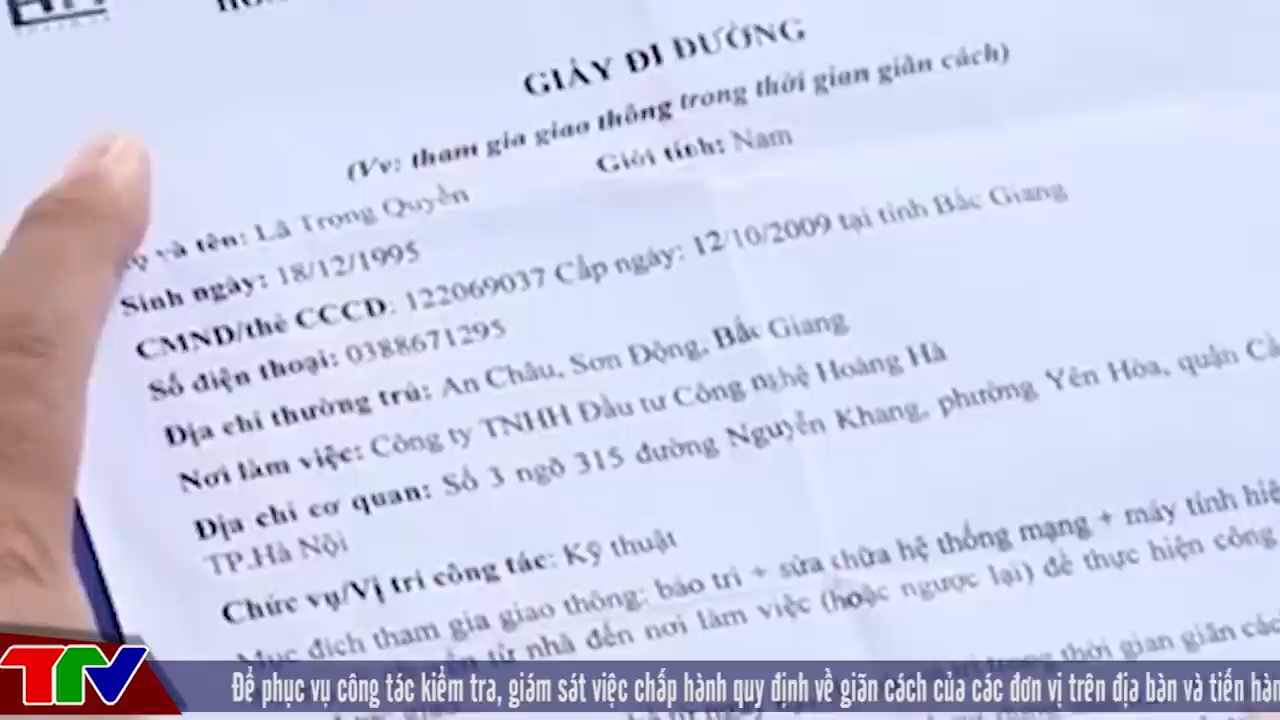 GIẤY ĐI ĐƯỜNG
(Vv: tham gia giao thông trong thời gian giãn cách)
và tên: Lã Trọng Quyền Giới tính: Nam
Sinh ngày: 18/12/1995
CMND/thẻ CCCD: 122069037 Cấp ngày: 12/10/2009 tại tỉnh Bắc Giang
Số điện thoại: 0388671295
Địa chỉ thường trú: An Châu, Sơn Động, Bắc Giang
Nơi làm việc: Công ty TNHH Đầu tư Công nghệ Hoàng Hà
Địa chỉ cơ quan: Số 3 ngõ 315 đường Nguyễn Khang, phường Yên Hòa, quận
TP.Hà Nội
Chức vụ/Vị trí công tác: Kỹ thuật
Mục đích tham gia giao thông: bảo trì + sửa chữa hệ thống mạng + máy tính
từ nhà đến nơi làm việc (hoặc ngược lại) để thực hiện công
trong thời gian giãn
TTV
Để phục vụ công tác kiểm tra, giám sát việc chấp hành quy định về giãn cách của các đơn vị trên địa bàn và tiến hàn